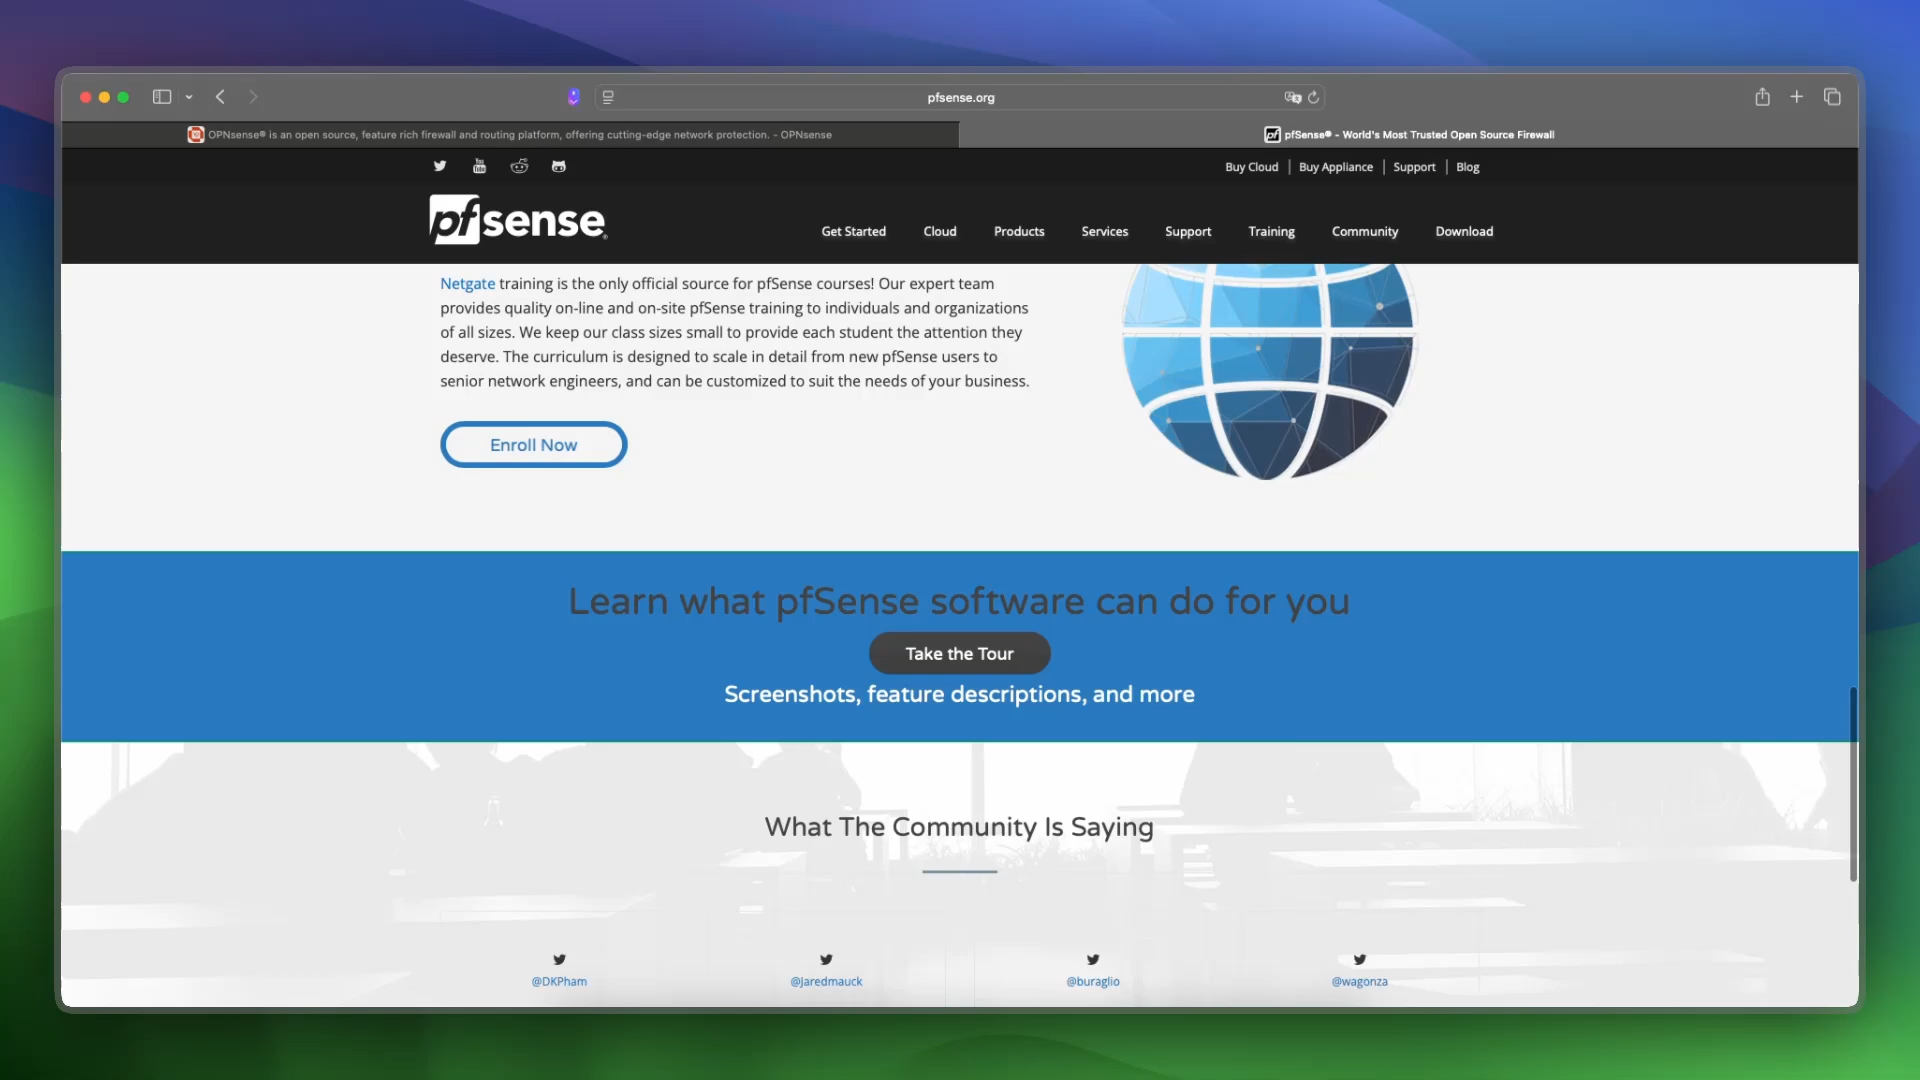 pfsense.org
OPNsense® is an open source, feature rich firewall and routing platform, offering cutting-edge network protection. - OPNsense
pf pfSense® - World's Most Trusted Open Source Firewall
You Tube
Buy Cloud | Buy Appliance | Support | Blog
pfsense®
Get Started Cloud Products Services Support Training Community Download
Netgate training is the only official source for pfSense courses! Our expert team
provides quality on-line and on-site pfSense training to individuals and organizations
of all sizes. We keep our class sizes small to provide each student the attention they
deserve. The curriculum is designed to scale in detail from new pfSense users to
senior network engineers, and can be customized to suit the needs of your business.
Enroll Now
Learn what pfSense software can do for you
Take the Tour
Screenshots, feature descriptions, and more
What The Community Is Saying
@DKPham @Jaredmauck @buraglio @wagonza